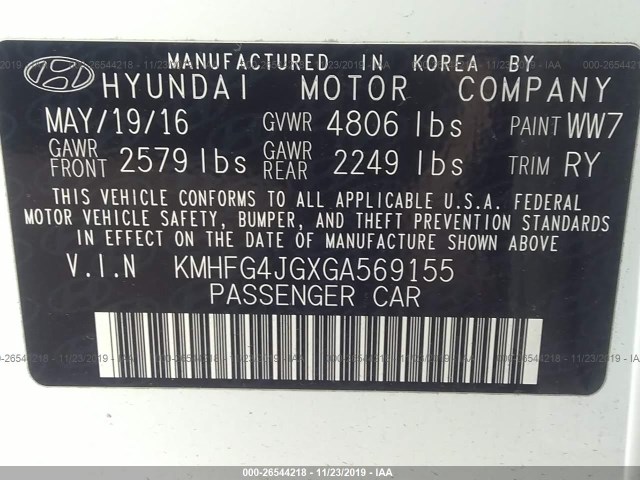 MANUFACTURED IN KOREA BY
HYUNDAI MOTOR COMPANY
MAY/19/16 GVWR 4806 lbs PAINT WW7
GAWR FRONT 2579 lbs GAWR REAR 2249 lbs TRIM RY
THIS VEHICLE CONFORMS TO ALL APPLICABLE U.S.A. FEDERAL
MOTOR VEHICLE SAFETY, BUMPER, AND THEFT PREVENTION STANDARDS
IN EFFECT ON THE DATE OF MANUFACTURE SHOWN ABOVE
V.I.N KMHFG4JGXGA569155
PASSENGER CAR
000-26544218 - 11/23/2019 - IAA